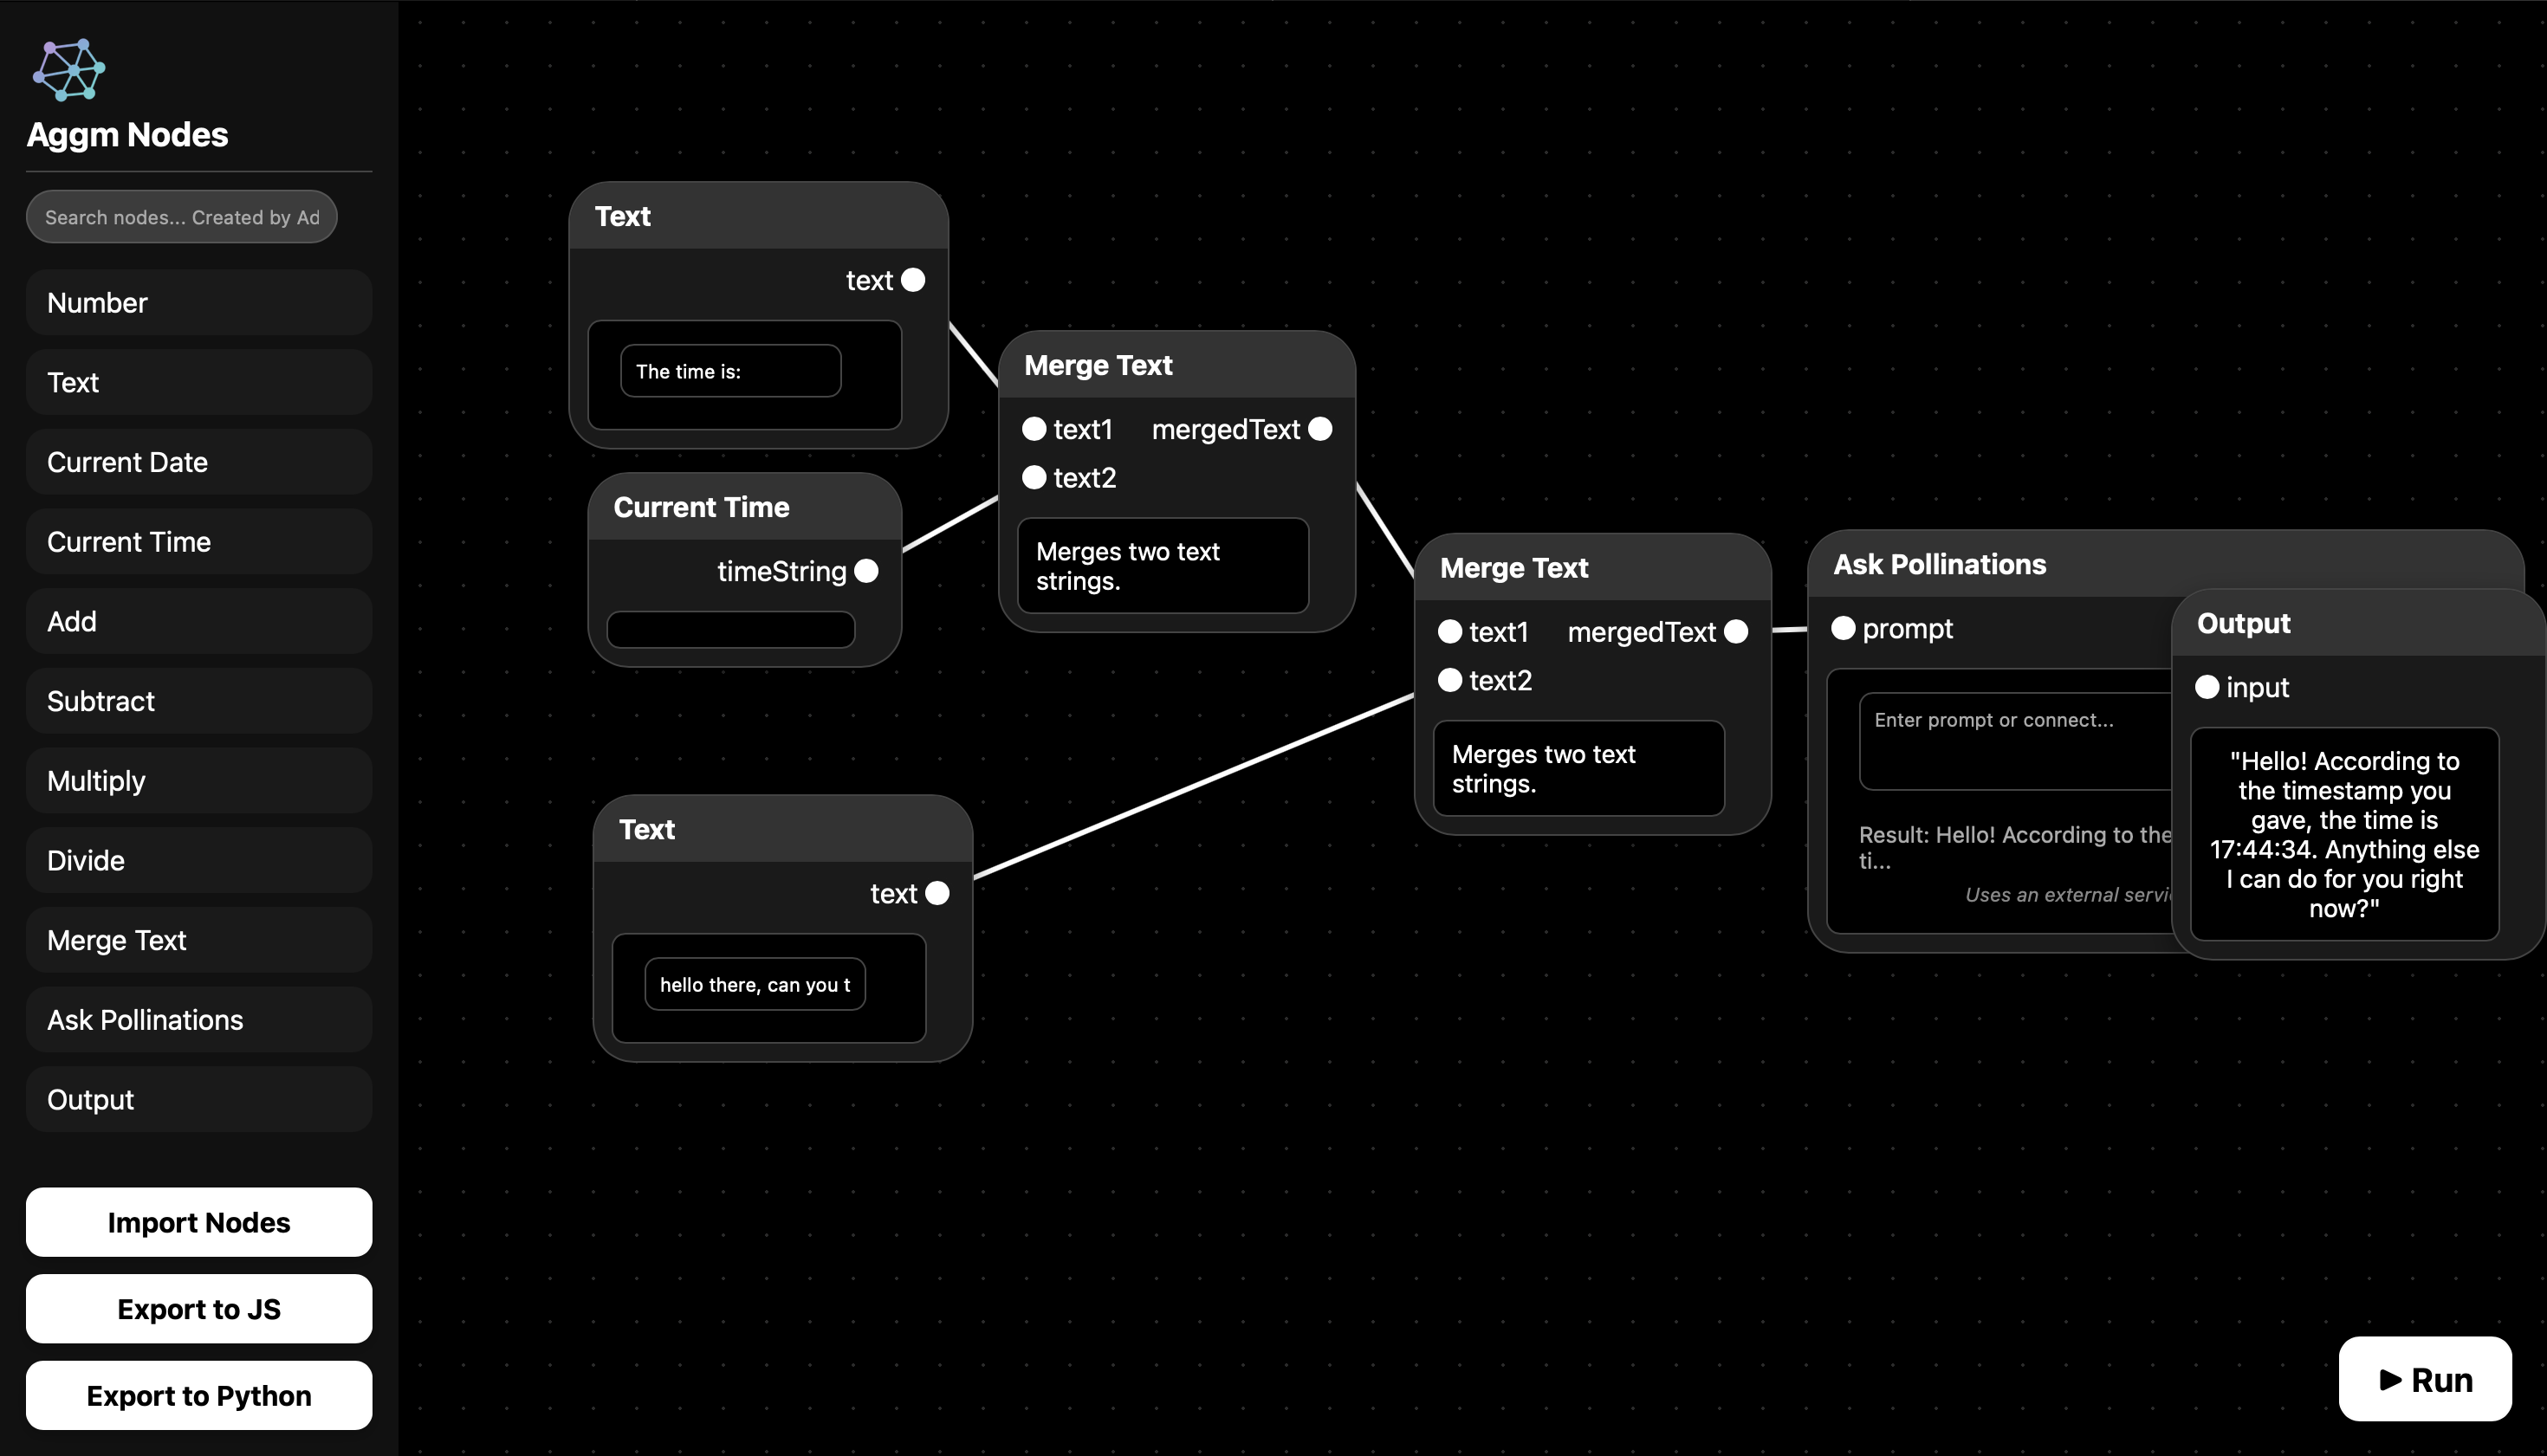 Aggm Nodes
Search nodes... Created by Ad
Number
Text
Current Date
Current Time
Add
Subtract
Multiply
Divide
Merge Text
Ask Pollinations
Output
Import Nodes
Export to JS
Export to Python
Text
text
The time is:
Current Time
timeString
Text
text
hello there, can you t
Merge Text
text1 mergedText
text2
Merges two text
strings.
Merge Text
text1 mergedText
text2
Merges two text
strings.
Ask Pollinations
prompt
Enter prompt or connect...
Result: Hello! According to the
ti...
Uses an external servi
Output
input
"Hello! According to
the timestamp you
gave, the time is
17:44:34. Anything else
I can do for you right
now?"
Run